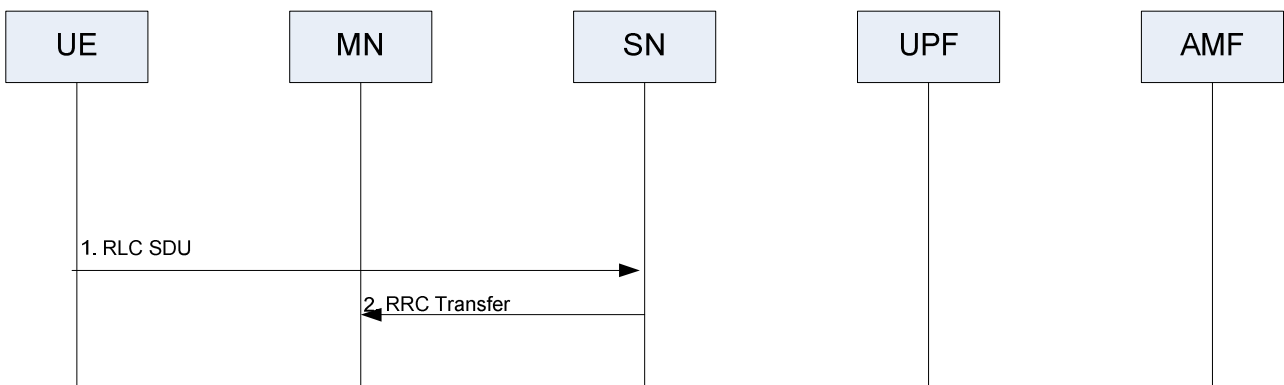 UE
MN
SN
UPF
AMF
1. RLC SDU
2. RRC Transfer